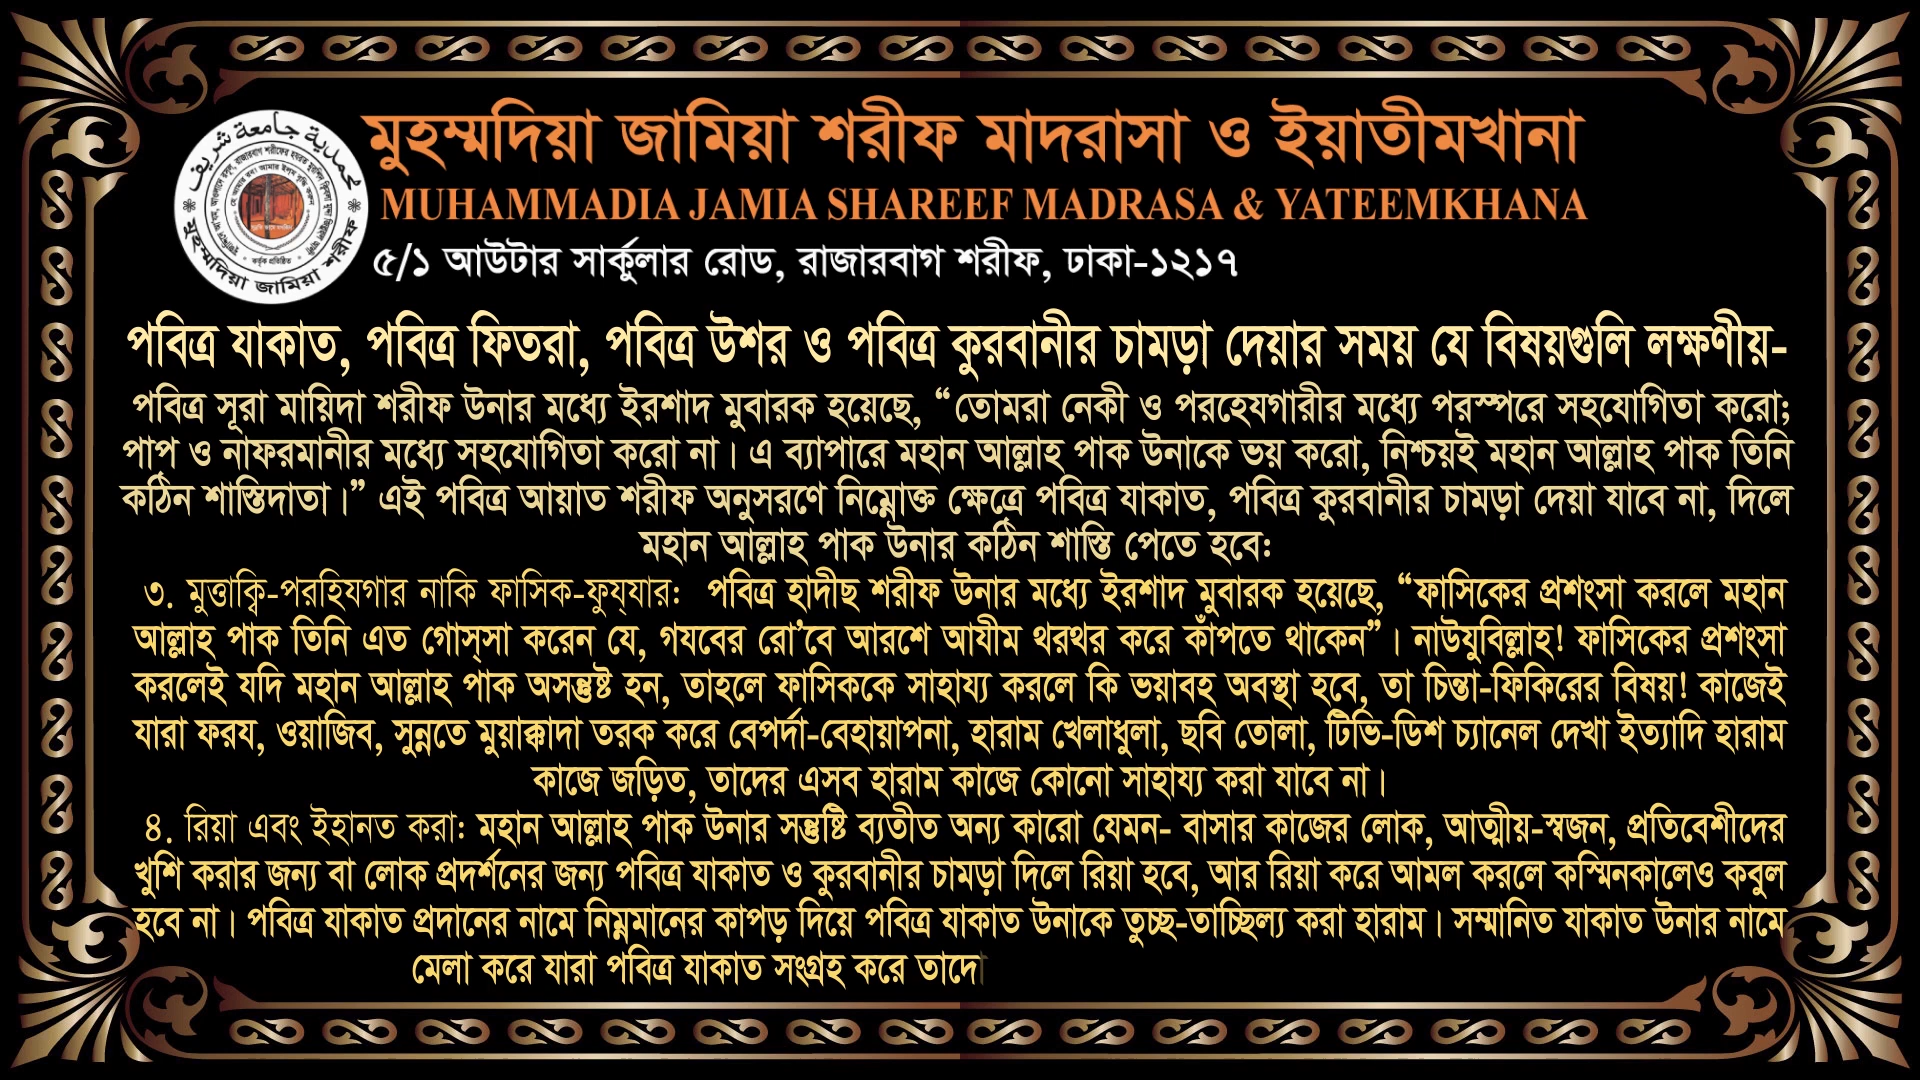 محمدية جامعة شريف
মুহম্মদিয়া জামিয়া শরীফ
মুহম্মদিয়া জামিয়া শরীফ মাদরাসা ও ইয়াতীমখানা
MUHAMMADIA JAMIA SHAREEF MADRASA & YATEEMKHANA
৫/১ আউটার সার্কুলার রোড, রাজারবাগ শরীফ, ঢাকা-১২১৭
পবিত্র যাকাত, পবিত্র ফিতরা, পবিত্র উশর ও পবিত্র কুরবানীর চামড়া দেয়ার সময় যে বিষয়গুলি লক্ষণীয়-
পবিত্র সূরা মায়িদা শরীফ উনার মধ্যে ইরশাদ মুবারক হয়েছে, “তোমরা নেকী ও পরহেযগারীর মধ্যে পরস্পরে সহযোগিতা করো;
পাপ ও নাফরমানীর মধ্যে সহযোগিতা করো না। এ ব্যাপারে মহান আল্লাহ পাক উনাকে ভয় করো, নিশ্চয়ই মহান আল্লাহ পাক তিনি
কঠিন শাস্তিদাতা।” এই পবিত্র আয়াত শরীফ অনুসরণে নিম্নোক্ত ক্ষেত্রে পবিত্র যাকাত, পবিত্র কুরবানীর চামড়া দেয়া যাবে না, দিলে
মহান আল্লাহ পাক উনার কঠিন শাস্তি পেতে হবে:
৩. মুত্তাক্বি-পরহিযগার নাকি ফাসিক-ফুয্যার: পবিত্র হাদীছ শরীফ উনার মধ্যে ইরশাদ মুবারক হয়েছে, “ফাসিকের প্রশংসা করলে মহান
আল্লাহ পাক তিনি এত গোস্সা করেন যে, গযবের রো’বে আরশে আযীম থরথর করে কাঁপতে থাকেন”। নাউযুবিল্লাহ! ফাসিকের প্রশংসা
করলেই যদি মহান আল্লাহ পাক অসন্তুষ্ট হন, তাহলে ফাসিককে সাহায্য করলে কি ভয়াবহ অবস্থা হবে, তা চিন্তা-ফিকিরের বিষয়! কাজেই
যারা ফরয, ওয়াজিব, সুন্নতে মুয়াক্কাদা তরক করে বেপর্দা-বেহায়াপনা, হারাম খেলাধুলা, ছবি তোলা, টিভি-ডিশ চ্যানেল দেখা ইত্যাদি হারাম
কাজে জড়িত, তাদের এসব হারাম কাজে কোনো সাহায্য করা যাবে না।
৪. রিয়া এবং ইহানত করা: মহান আল্লাহ পাক উনার সন্তুষ্টি ব্যতীত অন্য কারো যেমন- বাসার কাজের লোক, আত্মীয়-স্বজন, প্রতিবেশীদের
খুশি করার জন্য বা লোক প্রদর্শনের জন্য পবিত্র যাকাত ও কুরবানীর চামড়া দিলে রিয়া হবে, আর রিয়া করে আমল করলে কস্মিনকালেও কবুল
হবে না। পবিত্র যাকাত প্রদানের নামে নিম্নমানের কাপড় দিয়ে পবিত্র যাকাত উনাকে তুচ্ছ-তাচ্ছিল্য করা হারাম। সম্মানিত যাকাত উনার নামে
মেলা করে যারা পবিত্র যাকাত সংগ্রহ করে